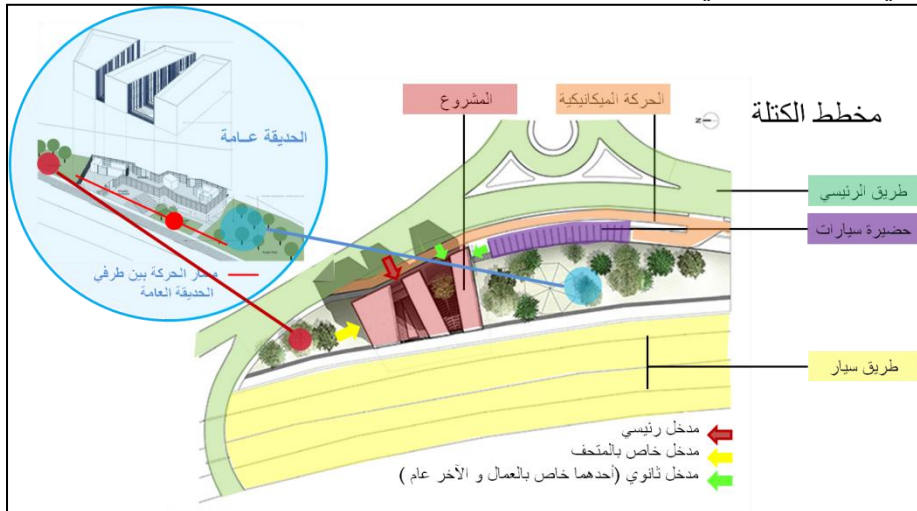 الحديقة عـامة
مسار الحركة بين طرفي
الحديقة العامة
المشروع
الحركة الميكانيكية
مخطط الكتلة
N
طريق الرئيسي
حضيرة سيارات
طريق سيار
مدخل رئيسي
مدخل خاص بالمتحف
مدخل ثانوي (أحدهما خاص بالعمال و الآخر عام )